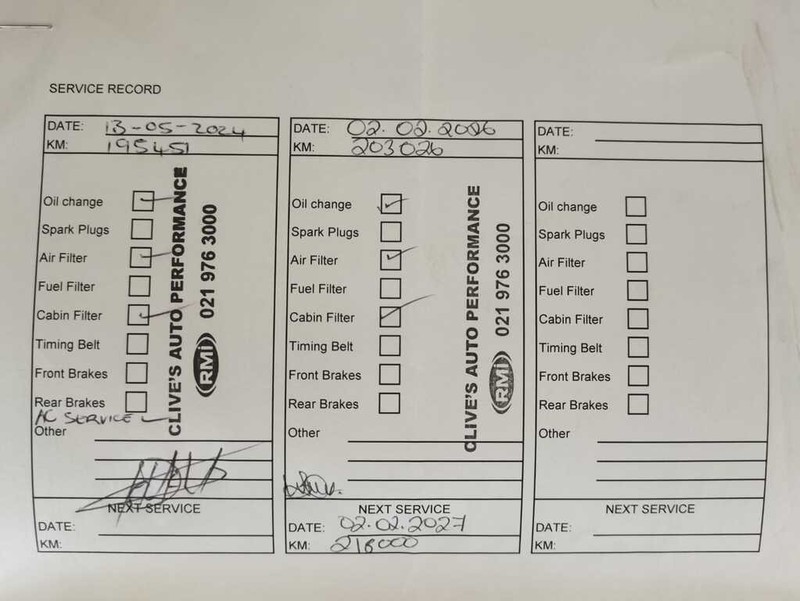 SERVICE RECORD
DATE: 13-05-2024
KM: 195451
Oil change
Spark Plugs
Air Filter
Fuel Filter
Cabin Filter
Timing Belt
Front Brakes
Rear Brakes
AC SERVICE
Other
CLIVE'S AUTO PERFORMANCE
RMi 021 976 3000
NEXT SERVICE
DATE:
KM:
DATE: 02.02.2026
KM: 203026
Oil change
Spark Plugs
Air Filter
Fuel Filter
Cabin Filter
Timing Belt
Front Brakes
Rear Brakes
Other
CLIVE'S AUTO PERFORMANCE
RMi 021 976 3000
NEXT SERVICE
DATE: 02.02.2027
KM: 218000
DATE:
KM:
Oil change
Spark Plugs
Air Filter
Fuel Filter
Cabin Filter
Timing Belt
Front Brakes
Rear Brakes
Other
NEXT SERVICE
DATE:
KM: